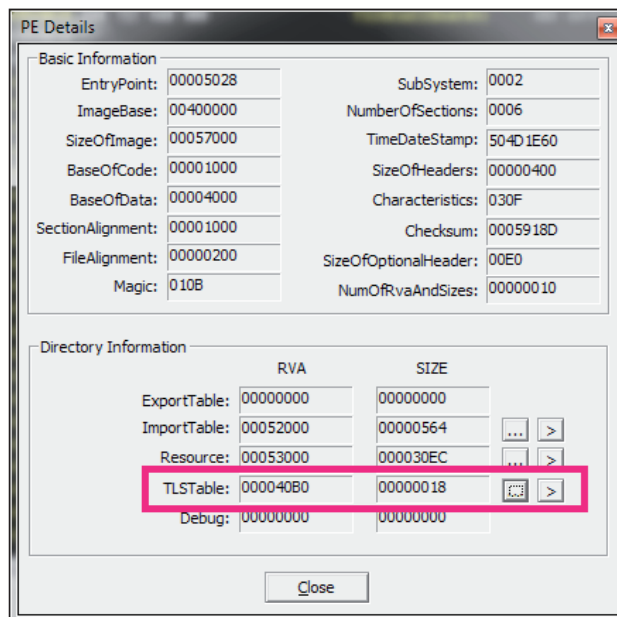 PE Details
Basic Information
EntryPoint: 00005028 SubSystem: 0002
ImageBase: 00400000 NumberOfSections: 0006
SizeOfImage: 00057000 TimeDateStamp: 504D1E60
BaseOfCode: 00001000 SizeOfHeaders: 00000400
BaseOfData: 00004000 Characteristics: 030F
SectionAlignment: 00001000 Checksum: 0005918D
FileAlignment: 00000200 SizeOfOptionalHeader: 00E0
Magic: 010B NumOfRvaAndSizes: 00000010
Directory Information
RVA SIZE
ExportTable: 00000000 00000000
ImportTable: 00052000 00000564 ... >
Resource: 00053000 000030EC ... >
TLSTable: 000040B0 00000018 ... >
Debug: 00000000 00000000
Close